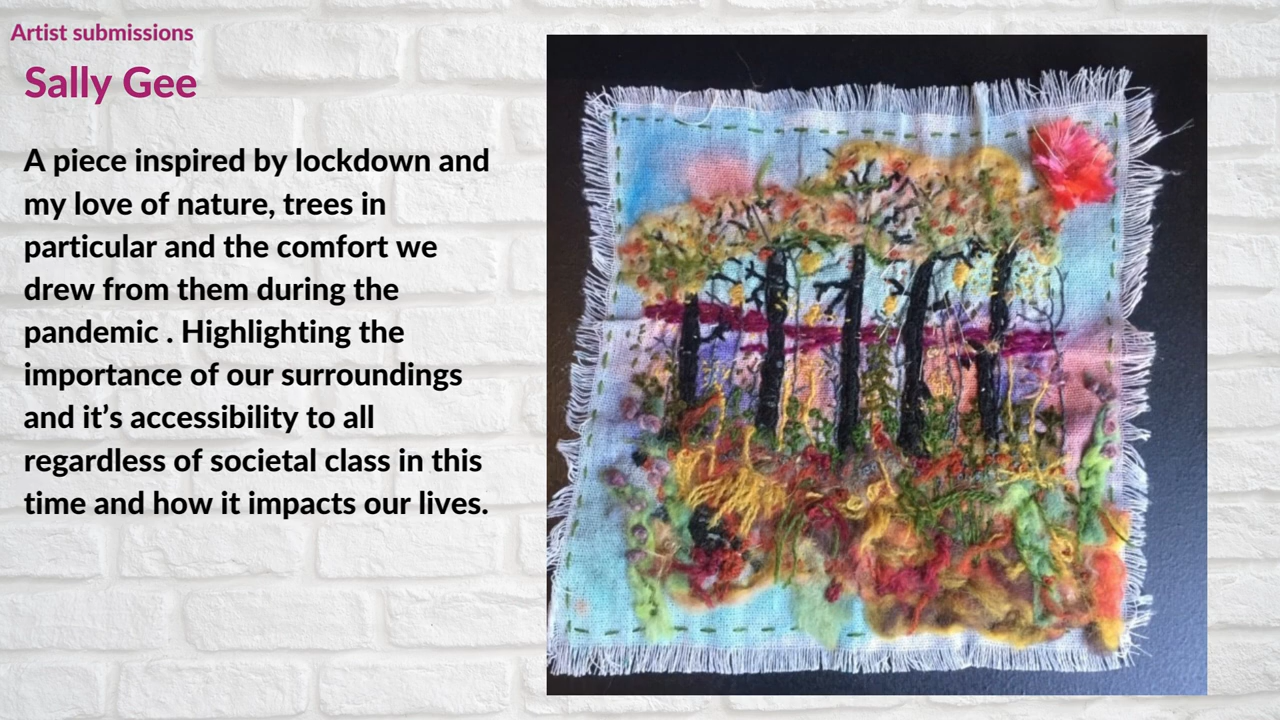 Artist submissions
Sally Gee
A piece inspired by lockdown and
my love of nature, trees in
particular and the comfort we
drew from them during the
pandemic . Highlighting the
importance of our surroundings
and it’s accessibility to all
regardless of societal class in this
time and how it impacts our lives.